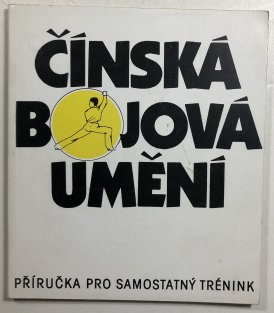 ČÍNSKÁ
BOJOVÁ
UMĚNÍ
PŘÍRUČKA PRO SAMOSTATNÝ TRÉNINK